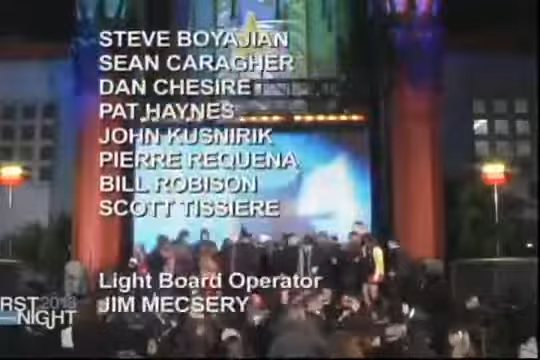 STEVE BOYAJIAN
SEAN CARAGHER
DAN CHESIRE
PAT HAYNES
JOHN KUSNIRIK
PIERRE REQUENA
BILL ROBISON
SCOTT TISSIERE
Light Board Operator
JIM MECSERY
RST 2013
NIGHT